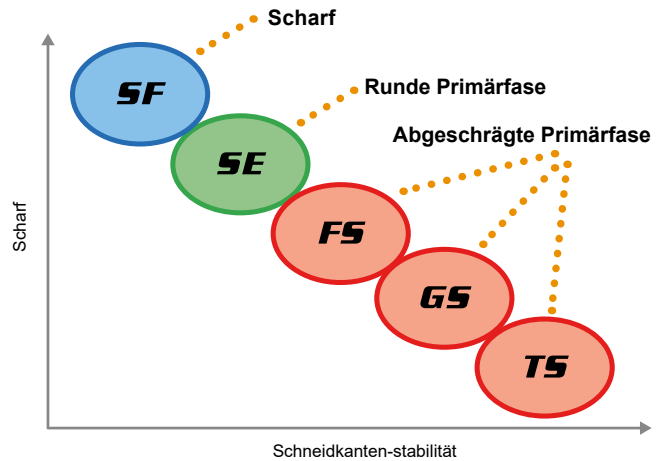 Scharf
SF
Runde Primärfase
Abgeschrägte Primärfase
SE
FS
GS
TS
Scharf
Schneidkanten-stabilität